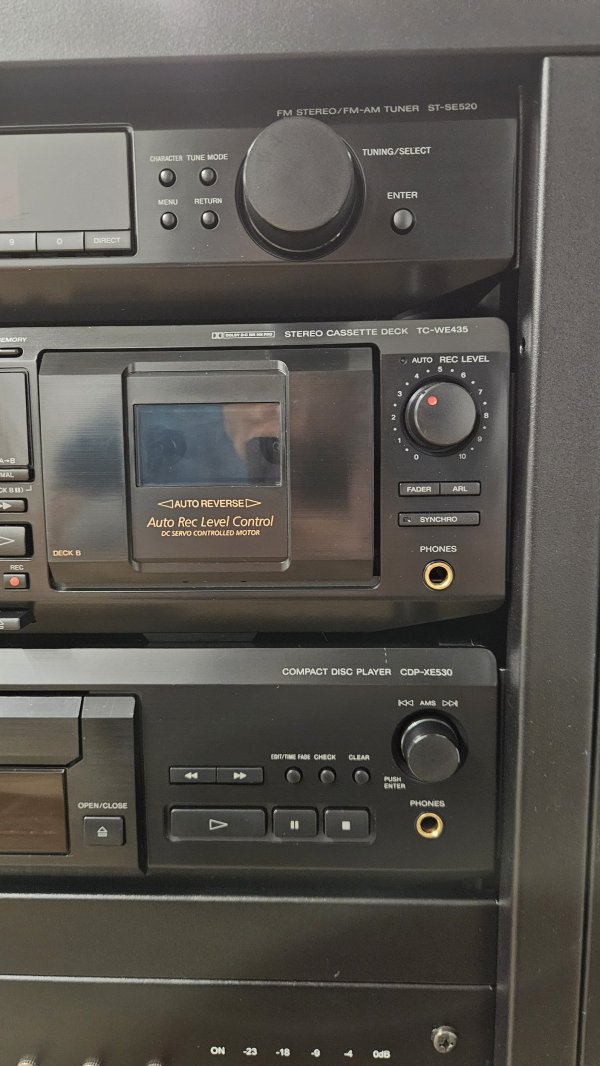 FM STEREO/FM-AM TUNER ST-SE520
CHARACTER TUNE MODE
TUNING/SELECT
MENU RETURN
ENTER
9 0 DIRECT
STEREO CASSETTE DECK TC-WE435
AUTO REC LEVEL
0 1 2 3 4 5 6 7 8 9 10
A→B
FADER ARL
AUTO REVERSE
SYNCHRO
Auto Rec Level Control
DC SERVO CONTROLLED MOTOR
DECK B
PHONES
REC
COMPACT DISC PLAYER CDP-XE530
AMS
EDIT/TIME FADE CHECK CLEAR
PUSH
ENTER
OPEN/CLOSE
PHONES
ON -23 -18 -9 -4 0dB